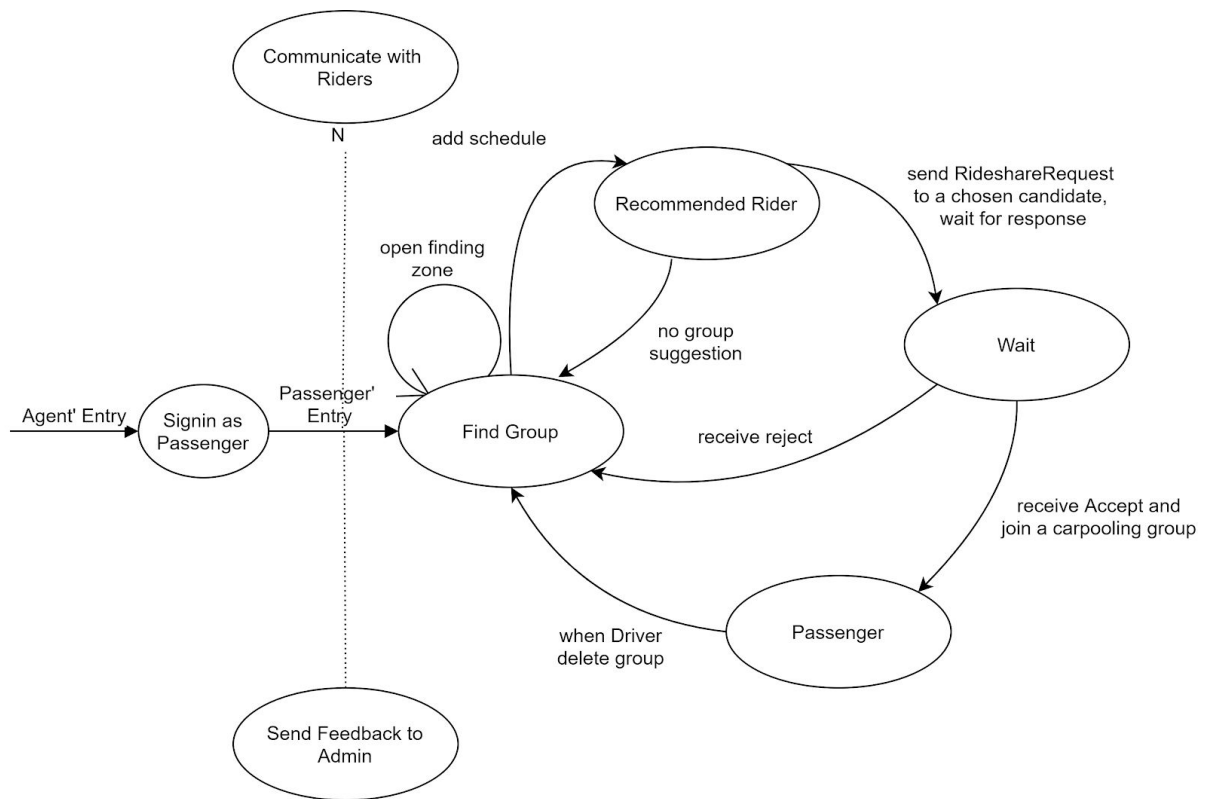 Communicate with
Riders
N
add schedule
Recommended Rider
send RideshareRequest
to a chosen candidate,
wait for response
open finding
zone
no group
suggestion
Wait
Agent' Entry
Signin as
Passenger
Passenger'
Entry
Find Group
receive reject
receive Accept and
join a carpooling group
when Driver
delete group
Passenger
Send Feedback to
Admin